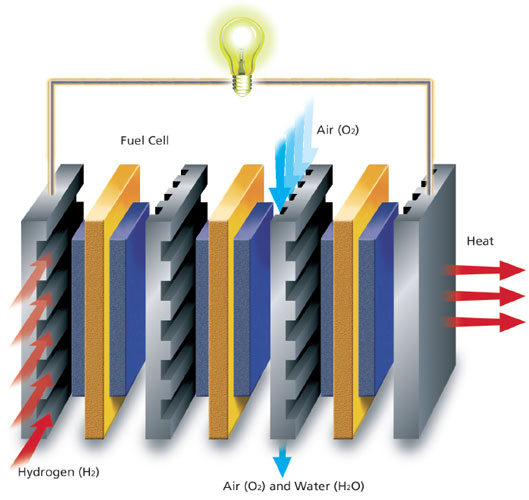 Fuel Cell
Air (O₂)
Heat
Hydrogen (H₂)
Air (O₂) and Water (H₂O)